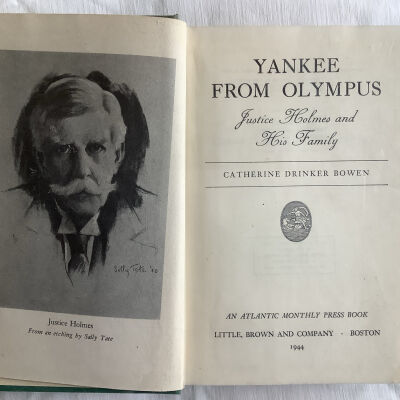 Sally Tate '40
Justice Holmes
From an etching by Sally Tate
YANKEE
FROM OLYMPUS
Justice Holmes and
His Family
CATHERINE DRINKER BOWEN
AN ATLANTIC MONTHLY PRESS BOOK
LITTLE, BROWN AND COMPANY · BOSTON
1944